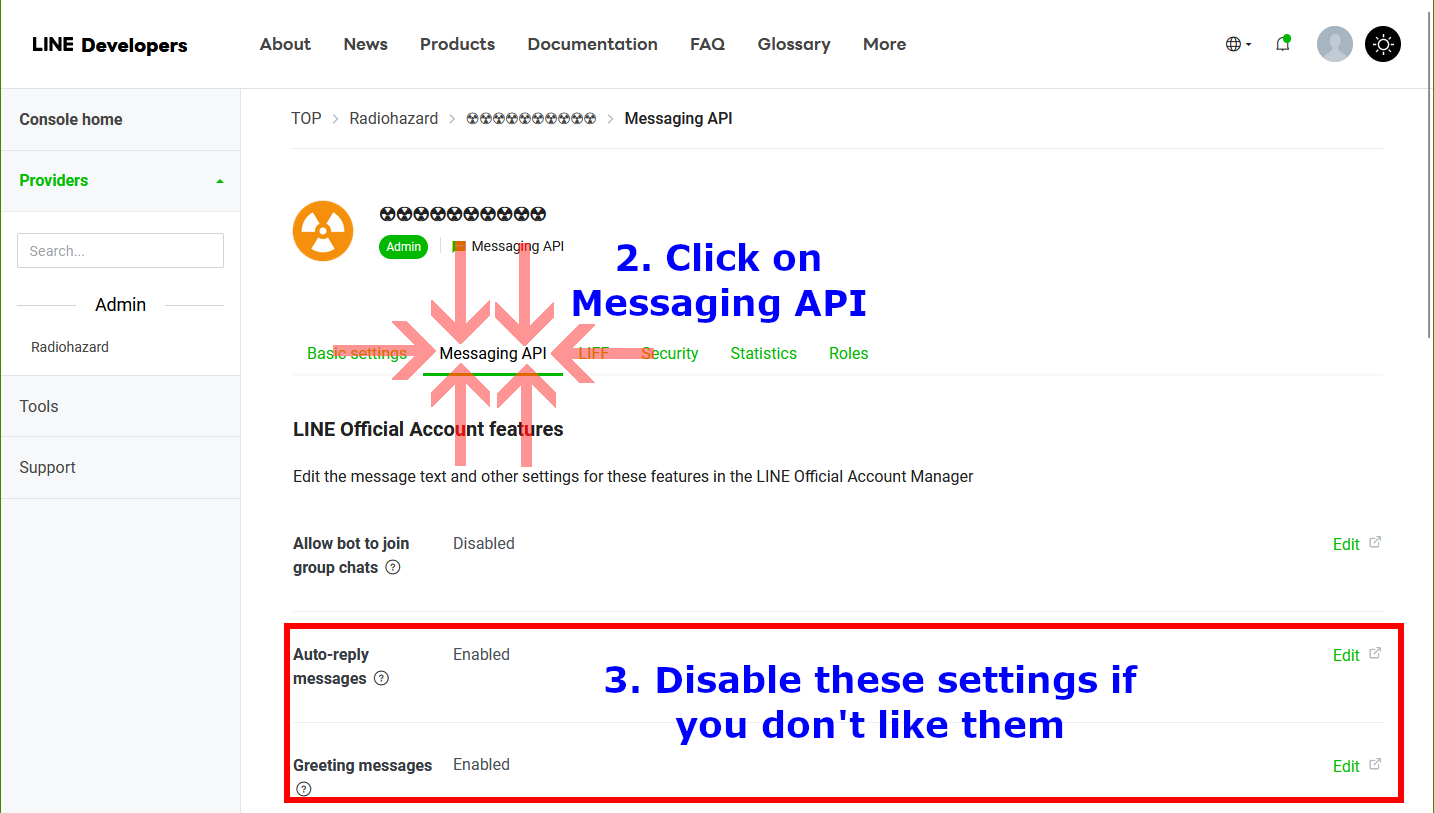 LINE Developers About News Products Documentation FAQ Glossary More
Console home
TOP > Radiohazard > ☢☢☢☢☢☢☢☢☢☢ > Messaging API
Providers
☢☢☢☢☢☢☢☢☢☢
Admin Messaging API
2. Click on
Messaging API
Search...
Admin
Radiohazard
Basic settings Messaging API LIFF Security Statistics Roles
Tools
Support
LINE Official Account features
Edit the message text and other settings for these features in the LINE Official Account Manager
Allow bot to join
group chats ?
Disabled
Edit
Auto-reply
messages ?
Enabled
Edit
3. Disable these settings if
you don't like them
Greeting messages
?
Enabled
Edit